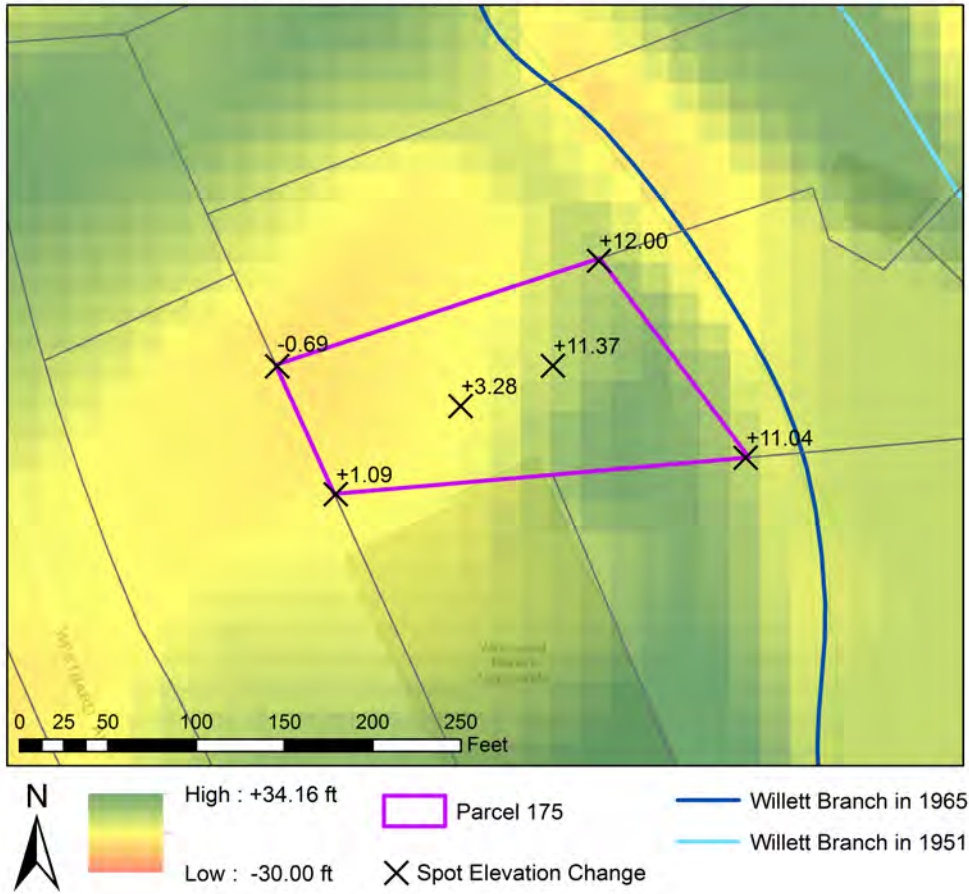 +12.00
-0.69
+11.37
+3.28
+11.04
+1.09
0 25 50 100 150 200 250
Feet
N
High : +34.16 ft
Low : -30.00 ft
Parcel 175
Spot Elevation Change
Willett Branch in 1965
Willett Branch in 1951